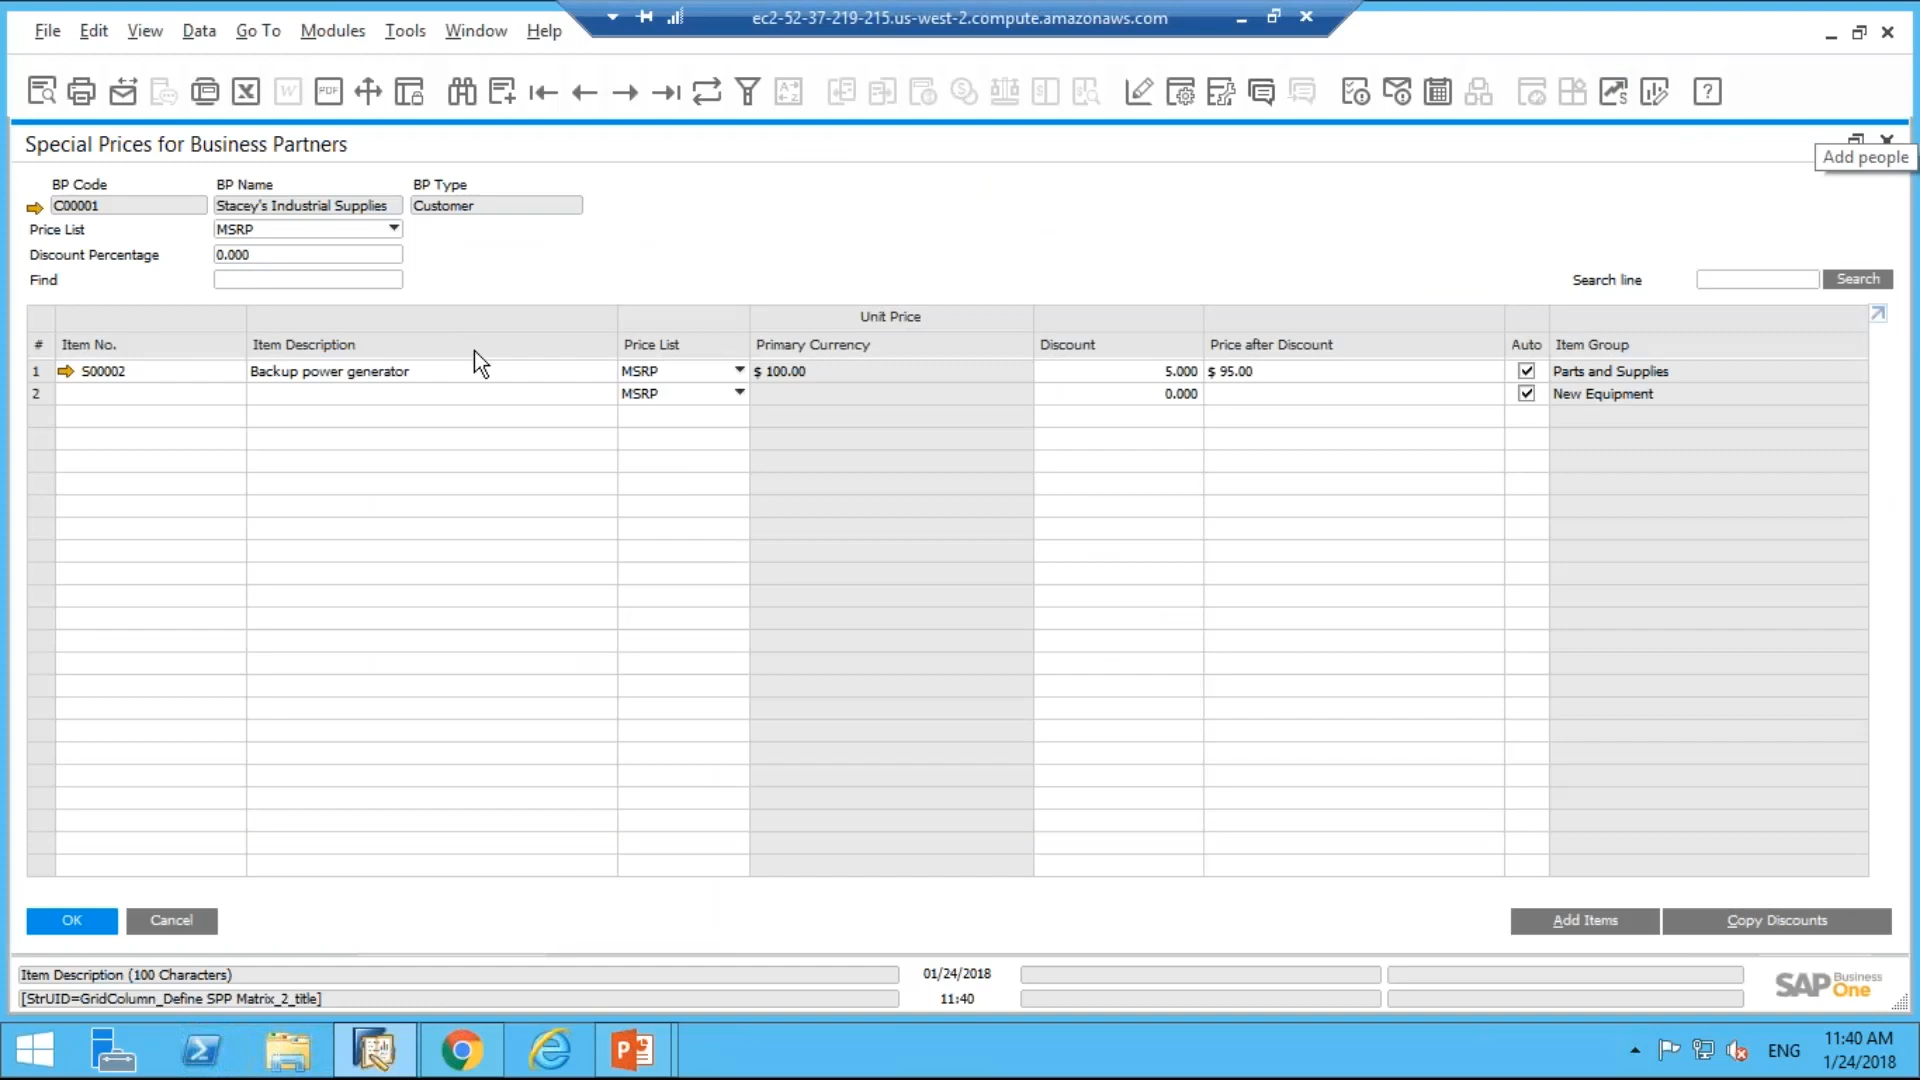 ec2-52-37-219-215.us-west-2.compute.amazonaws.com
File Edit View Data Go To Modules Tools Window Help
W PDF A-Z
Special Prices for Business Partners
Add people
BP Code BP Name BP Type
C00001 Stacey's Industrial Supplies Customer
Price List MSRP
Discount Percentage 0.000
Find Search line Search
Unit Price
# Item No. Item Description Price List Primary Currency Discount Price after Discount Auto Item Group
1 S00002 Backup power generator MSRP $ 100.00 5.000 $ 95.00 Parts and Supplies
2 MSRP 0.000 New Equipment
OK Cancel Add Items Copy Discounts
Item Description (100 Characters) 01/24/2018
[StrUID=GridColumn_Define SPP Matrix_2_title] 11:40
SAP Business One
ENG 11:40 AM
1/24/2018